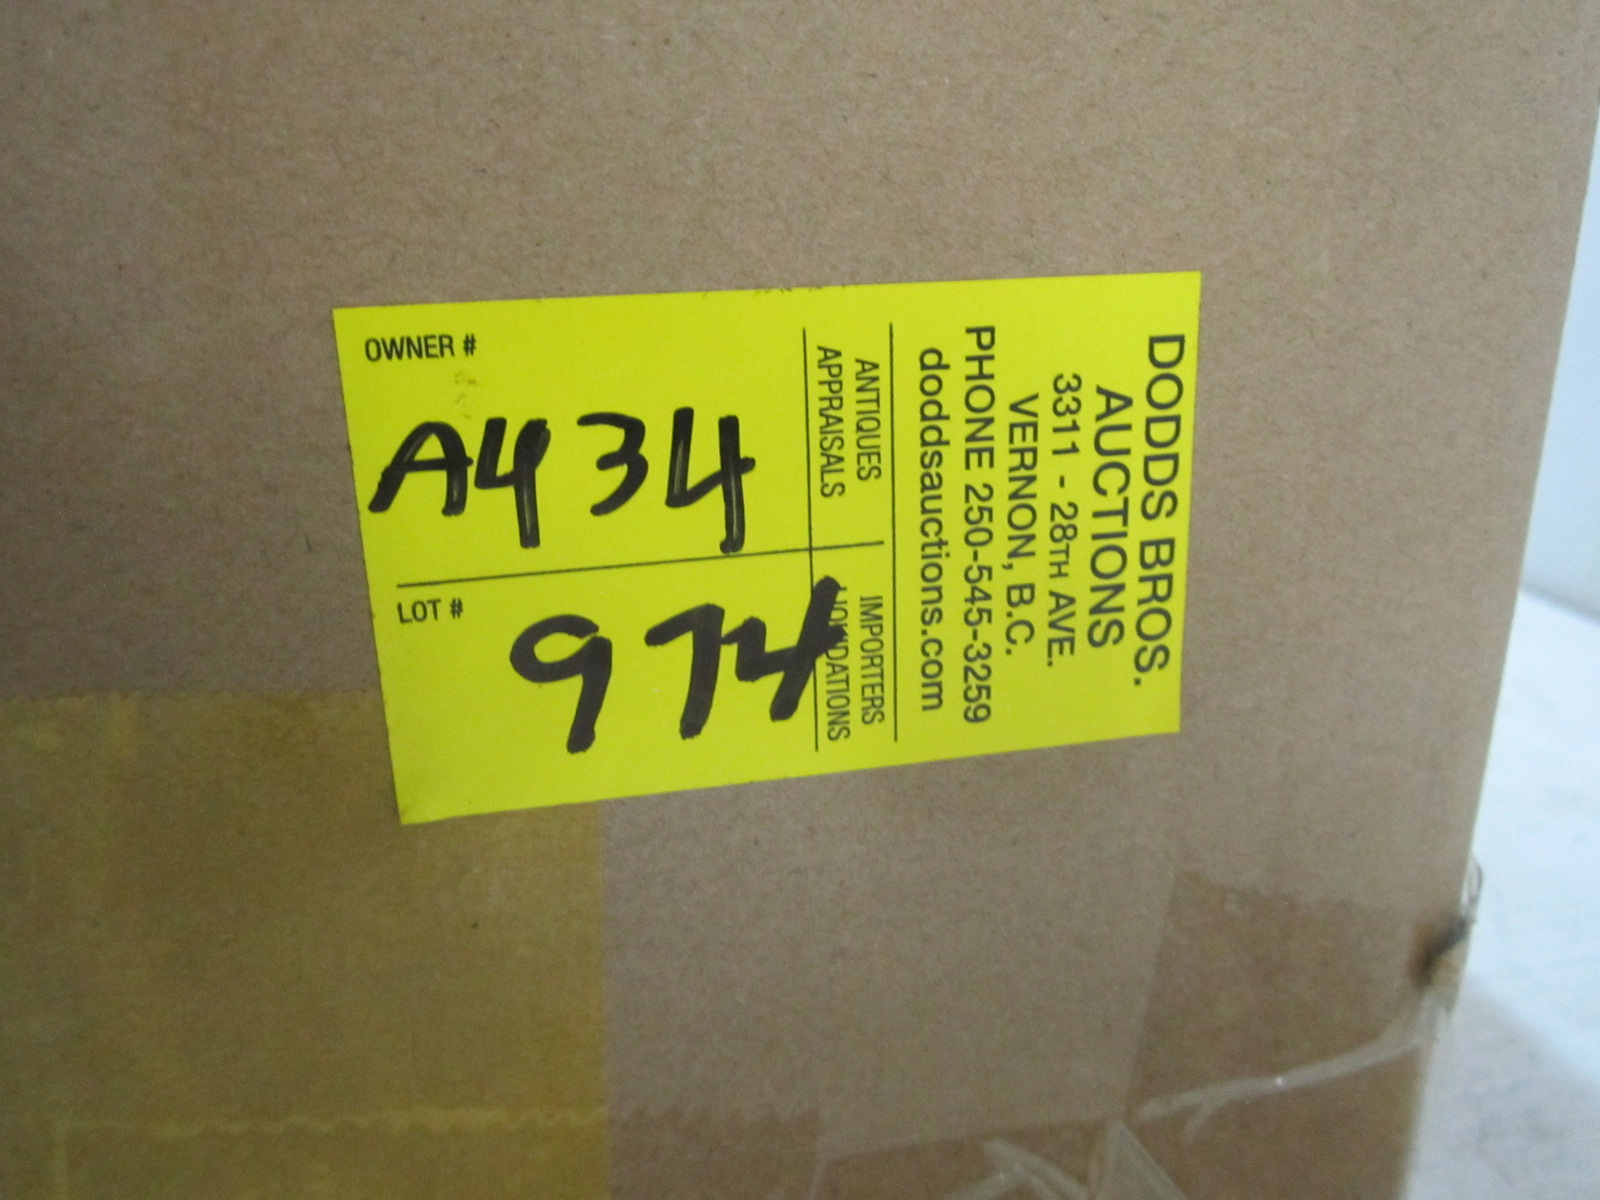 DODDS BROS.
AUCTIONS
3311 - 28TH AVE.
VERNON, B.C.
PHONE 250-545-3259
doddsauctions.com
ANTIQUES
APPRAISALS
IMPORTERS
LIQUIDATIONS
OWNER #
A434
LOT #
974